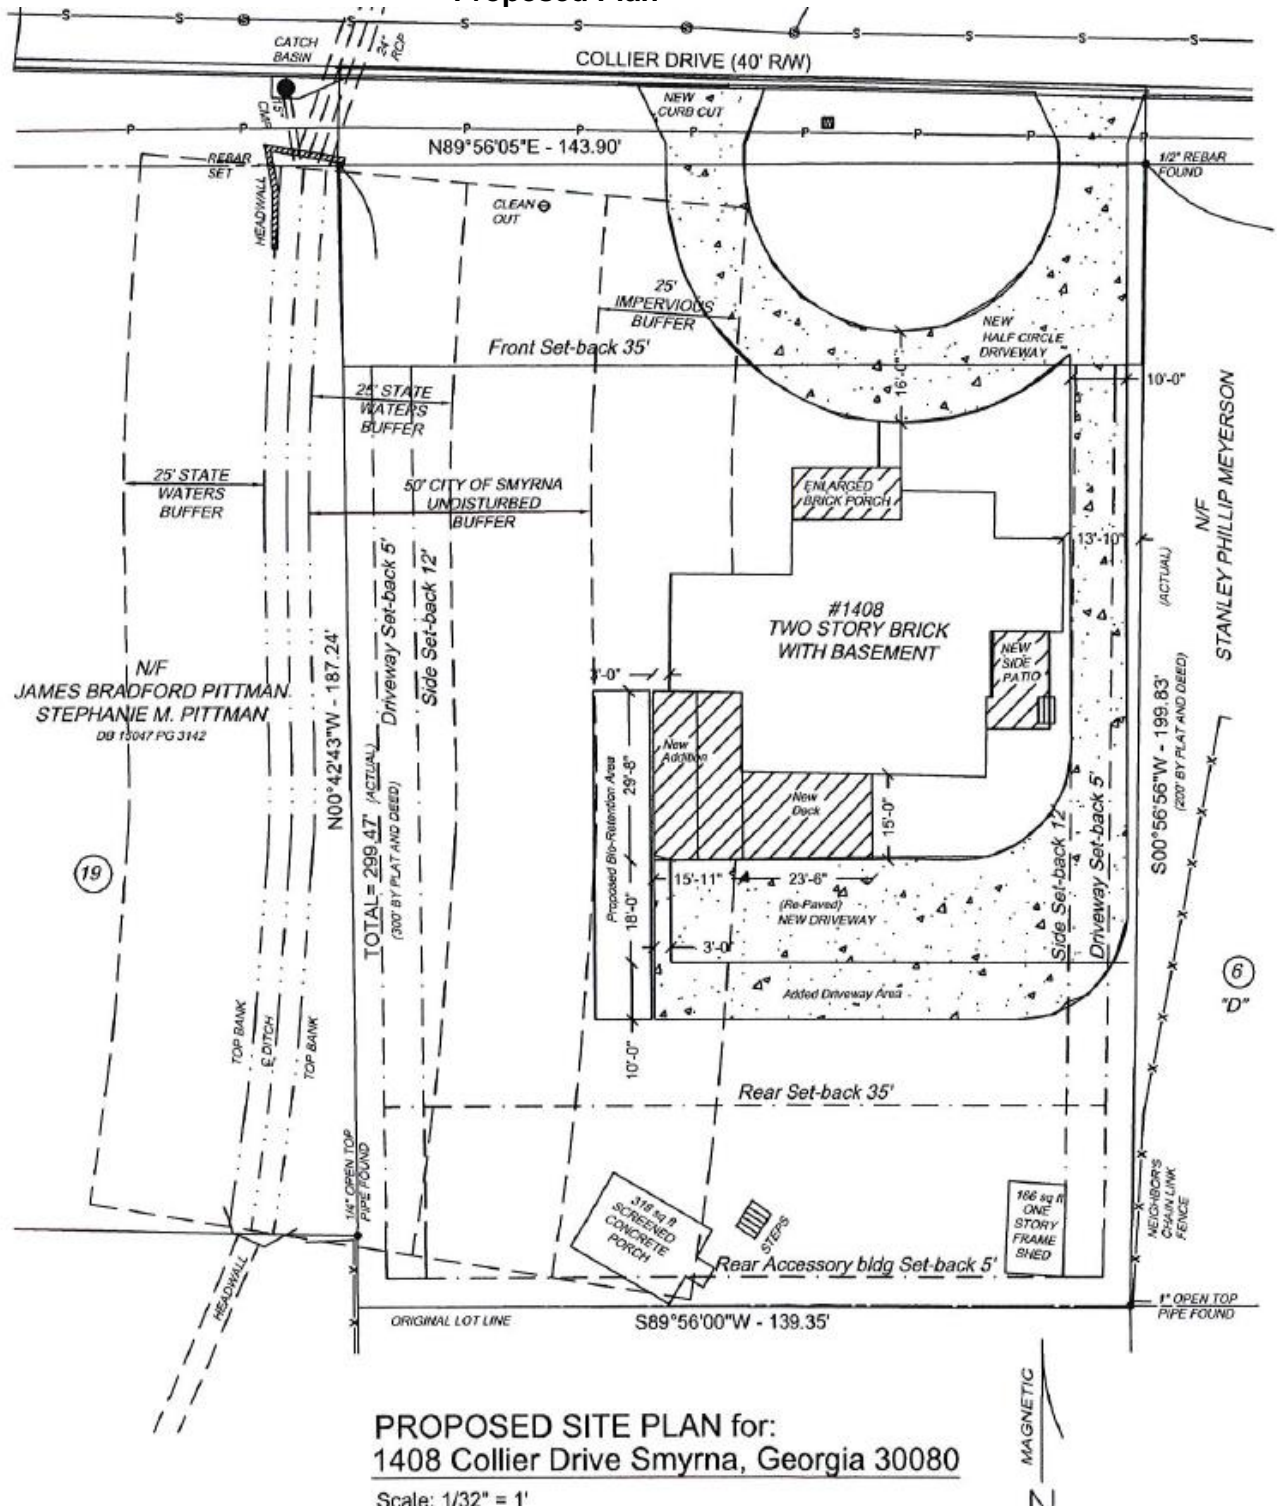 Proposed Plan
S S S S S S S S S S S
CATCH
BASIN
24"
RCP
COLLIER DRIVE (40' R/W)
15"
CMP
NEW
CURB CUT
W
P P P P P P P P P P
N89°56'05"E - 143.90'
REBAR
SET
1/2" REBAR
FOUND
HEADWALL
CLEAN
OUT
25'
IMPERVIOUS
BUFFER
NEW
HALF CIRCLE
DRIVEWAY
Front Set-back 35'
16'-0"
10'-0"
25' STATE
WATERS
BUFFER
25' STATE
WATERS
BUFFER
50' CITY OF SMYRNA
UNDISTURBED
BUFFER
ENLARGED
BRICK PORCH
13'-10"
(ACTUAL)
N/F
STANLEY PHILLIP MEYERSON
Driveway Set-back 5'
Side Set-back 12'
#1408
TWO STORY BRICK
WITH BASEMENT
NEW
SIDE
PATIO
N/F
JAMES BRADFORD PITTMAN
STEPHANIE M. PITTMAN
DB 15047 PG 3142
N00°42'43"W - 187.24'
(ACTUAL)
TOTAL= 299.47'
(300' BY PLAT AND DEED)
3'-0"
S00°56'56"W - 199.83'
(200' BY PLAT AND DEED)
New
Addition
29'-8"
Proposed Bio-Retention Area
New
Deck
15'-0"
19
15'-11"
23'-6"
(Re-Paved)
NEW DRIVEWAY
18'-0"
3'-0"
Side Set-back 12'
Driveway Set-back 5'
Added Driveway Area
6
"D"
TOP BANK
℄ DITCH
TOP BANK
10'-0"
Rear Set-back 35'
1/4" OPEN TOP
PIPE FOUND
318 sq ft
SCREENED
CONCRETE
PORCH
STEPS
166 sq ft
ONE
STORY
FRAME
SHED
NEIGHBOR'S
CHAIN LINK
FENCE
Rear Accessory bldg Set-back 5'
HEADWALL
ORIGINAL LOT LINE
S89°56'00"W - 139.35'
1" OPEN TOP
PIPE FOUND
MAGNETIC
N
PROPOSED SITE PLAN for:
1408 Collier Drive Smyrna, Georgia 30080
Scale: 1/32" = 1'